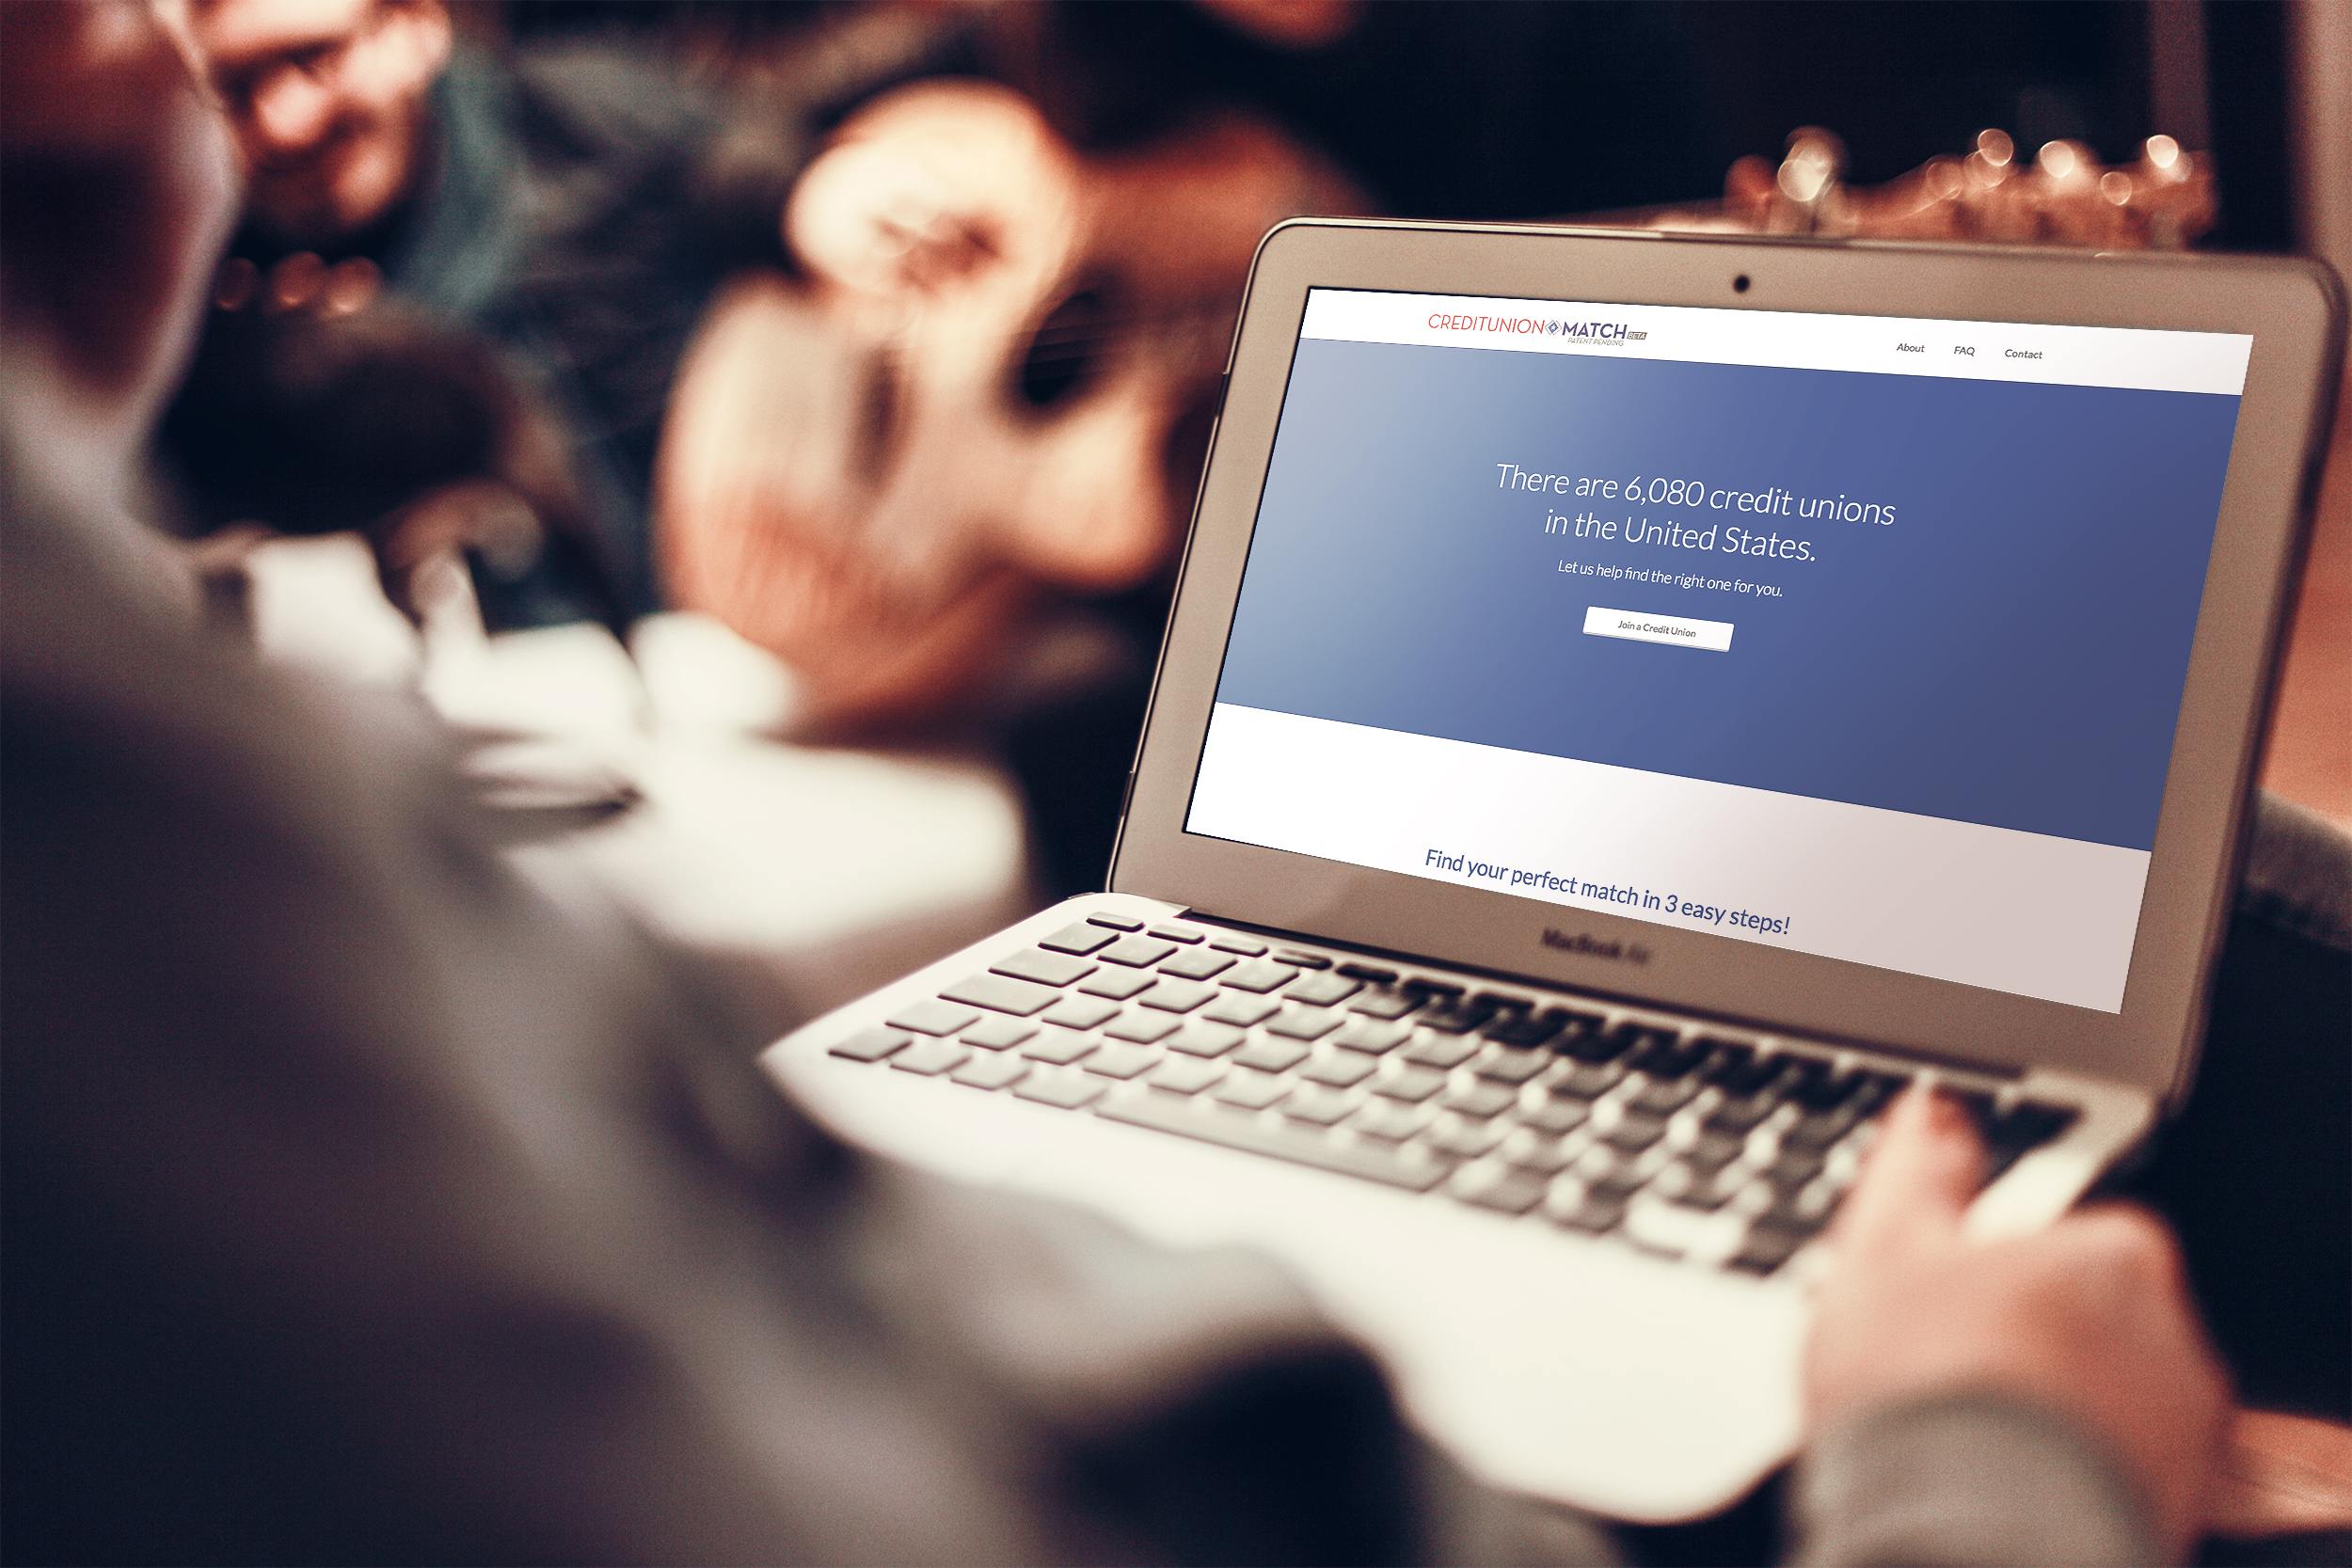 CREDITUNION MATCH BETA
PATENT PENDING
About FAQ Contact
There are 6,080 credit unions
in the United States.
Let us help find the right one for you.
Join a Credit Union
Find your perfect match in 3 easy steps!
MacBook Air